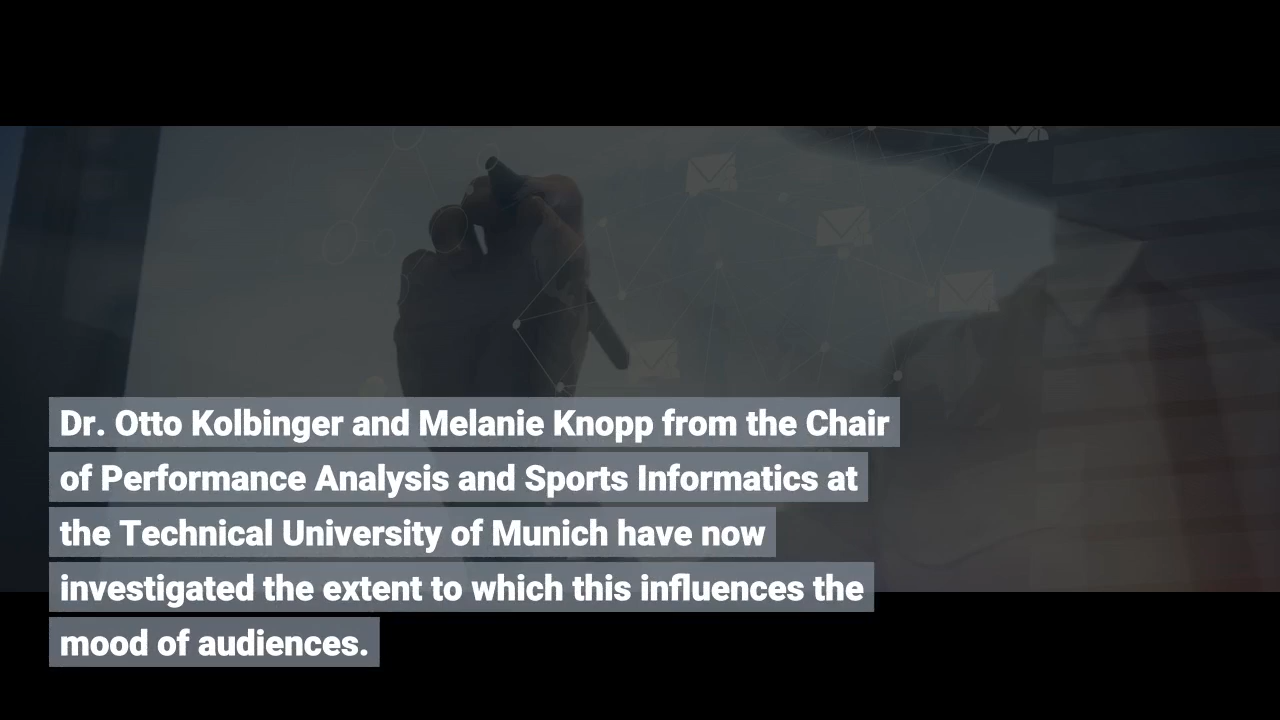 Dr. Otto Kolbinger and Melanie Knopp from the Chair
of Performance Analysis and Sports Informatics at
the Technical University of Munich have now
investigated the extent to which this influences the
mood of audiences.